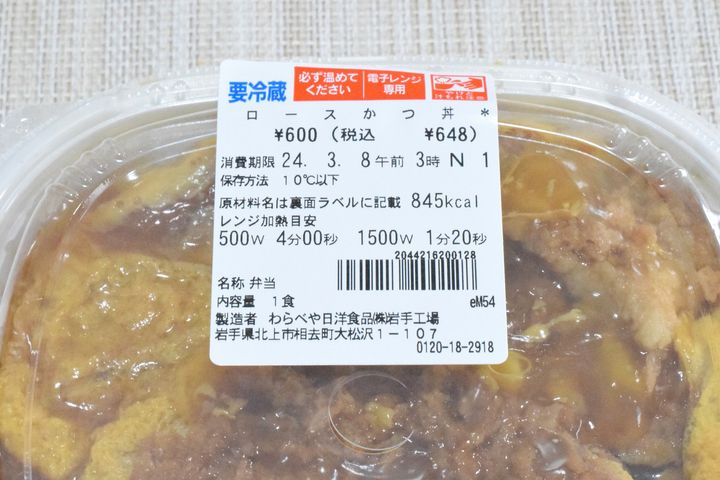 要冷蔵 必ず温めてください 電子レンジ専用
ロースかつ丼 *
¥600 (税込 ¥648)
消費期限 24. 3. 8午前 3時 N 1
保存方法 10℃以下
原材料名は裏面ラベルに記載 845kcal
レンジ加熱目安
500W 4分00秒 1500W 1分20秒
2044216200128
名称 弁当
内容量 1食 eM54
製造者 わらべや日洋食品㈱岩手工場
岩手県北上市相去町大松沢1-107
0120-18-2918